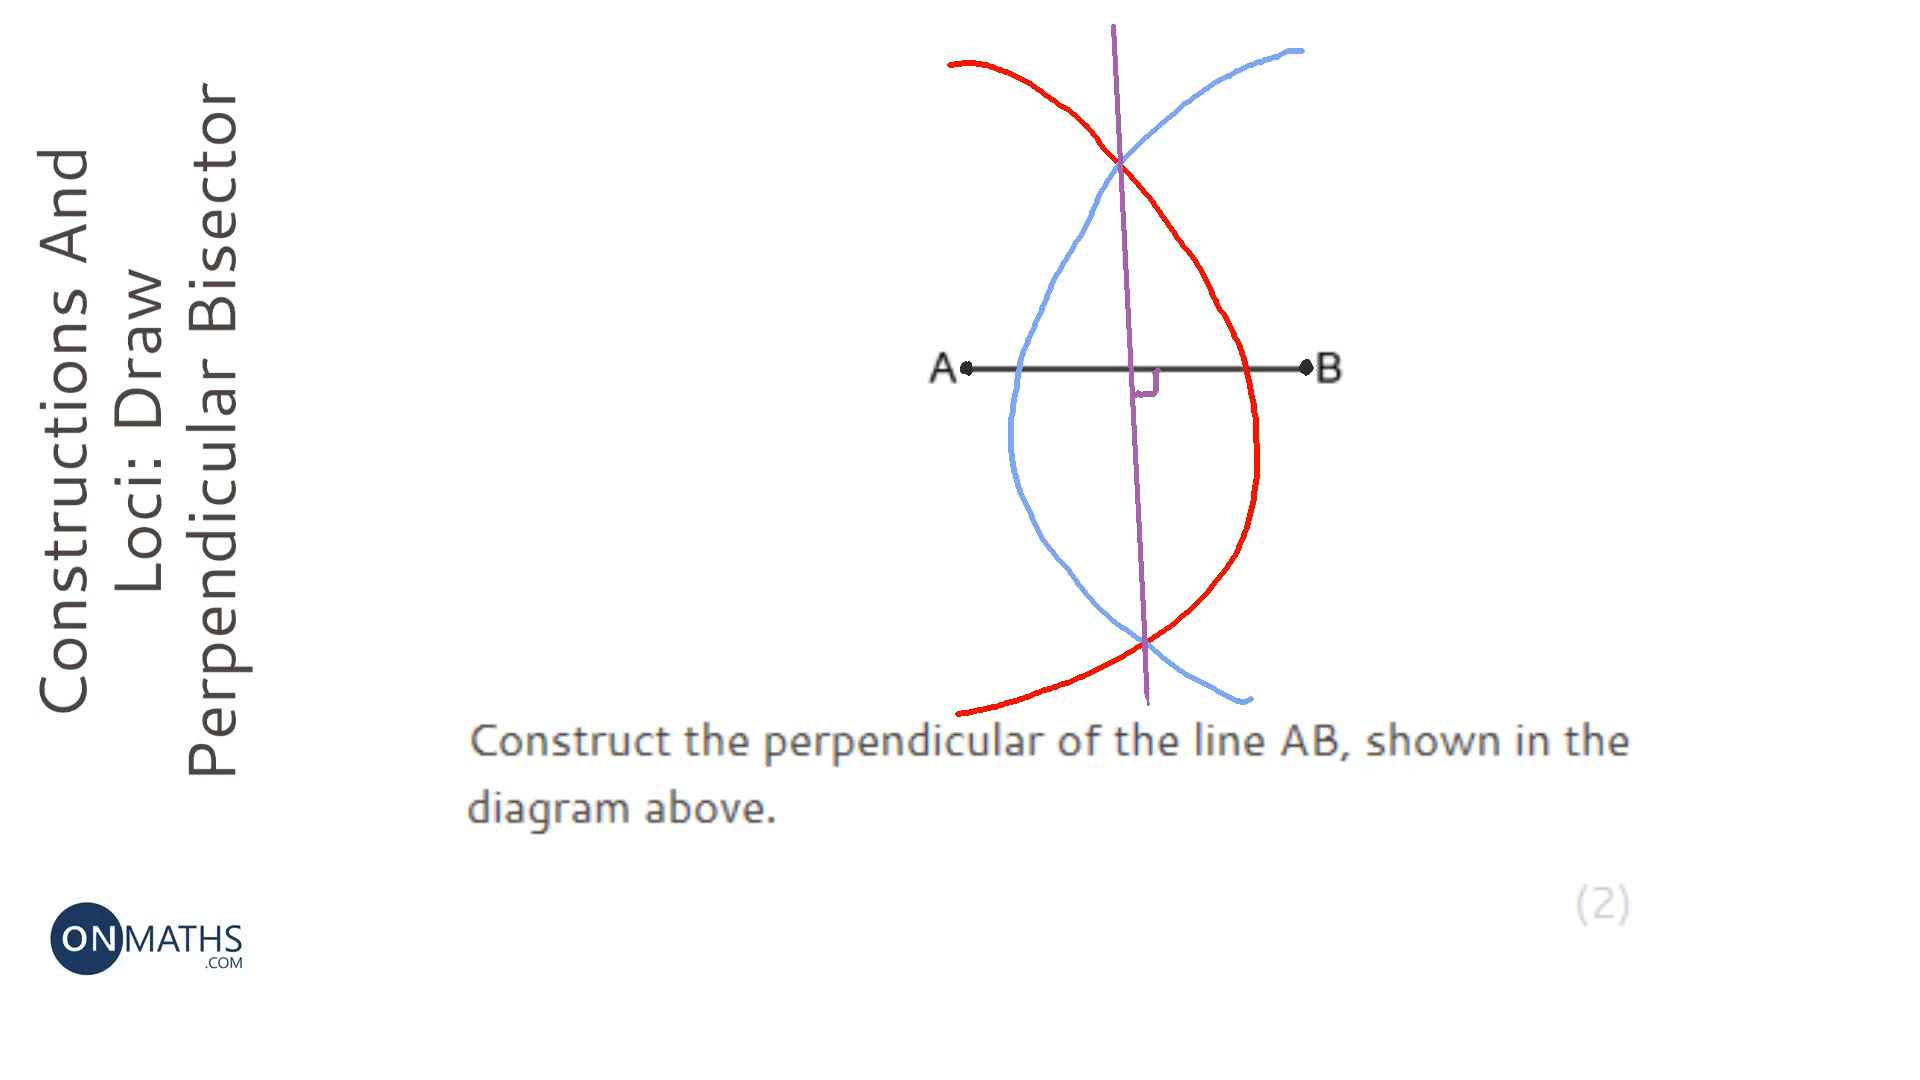 Constructions And
Loci: Draw
Perpendicular Bisector
A
B
Construct the perpendicular of the line AB, shown in the
diagram above.
(2)
ONMATHS
.COM